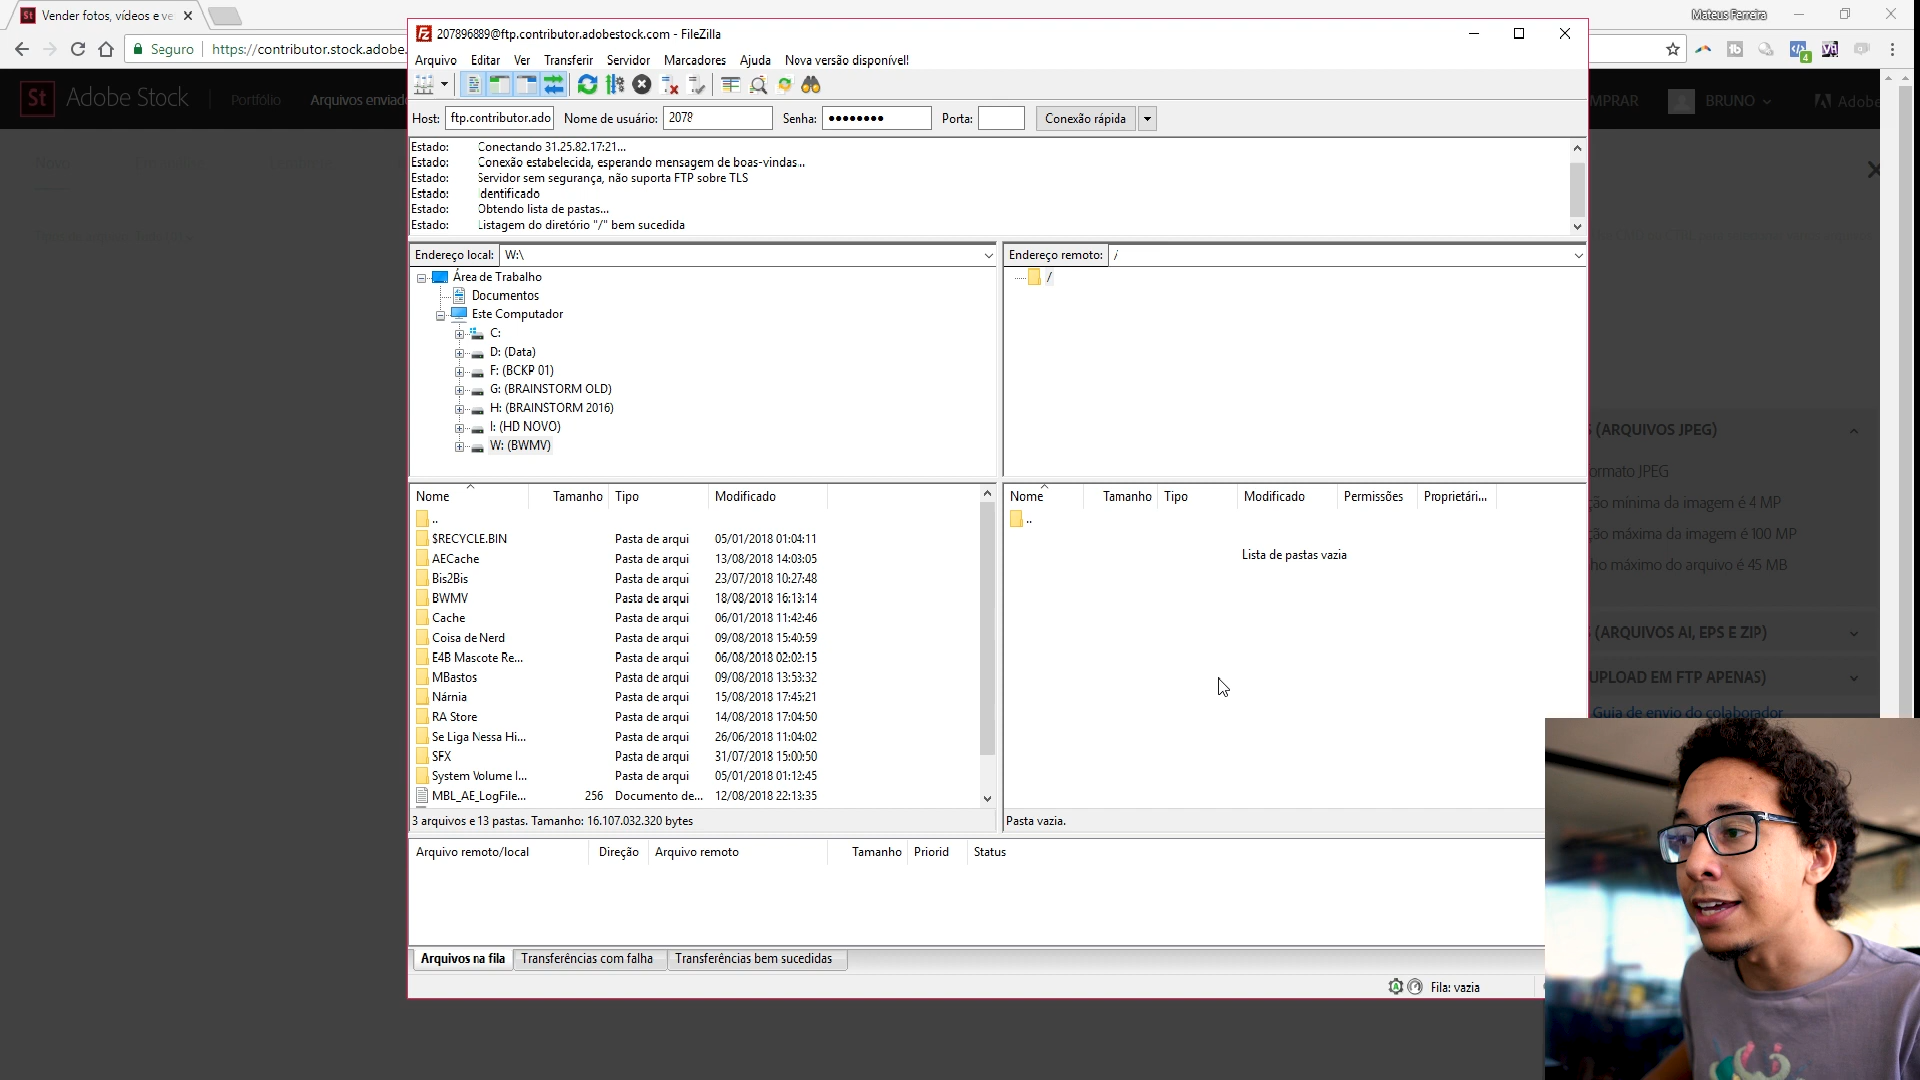 St Vender fotos, vídeos e ve
Mateus Ferreira
Seguro
https://contributor.stock.adobe.
4
St Adobe Stock
Portfólio
Arquivos enviado
MPRAR
BRUNO
Adobe
Novo
207896889@ftp.contributor.adobestock.com - FileZilla
Arquivo Editar Ver Transferir Servidor Marcadores Ajuda Nova versão disponível!
Host: ftp.contributor.ado Nome de usuário: 2078 Senha: ●●●●●●●● Porta: Conexão rápida
Estado: Conectando 31.25.82.17:21...
Estado: Conexão estabelecida, esperando mensagem de boas-vindas...
Estado: Servidor sem segurança, não suporta FTP sobre TLS
Estado: Identificado
Estado: Obtendo lista de pastas...
Estado: Listagem do diretório "/" bem sucedida
Endereço local: W:\
Endereço remoto: /
Área de Trabalho
Documentos
Este Computador
C:
D: (Data)
F: (BCKP 01)
G: (BRAINSTORM OLD)
H: (BRAINSTORM 2016)
I: (HD NOVO)
W: (BWMV)
/
Nome Tamanho Tipo Modificado
..
$RECYCLE.BIN Pasta de arqui 05/01/2018 01:04:11
AECache Pasta de arqui 13/08/2018 14:03:05
Bis2Bis Pasta de arqui 23/07/2018 10:27:48
BWMV Pasta de arqui 18/08/2018 16:13:14
Cache Pasta de arqui 06/01/2018 11:42:46
Coisa de Nerd Pasta de arqui 09/08/2018 15:40:59
E4B Mascote Re... Pasta de arqui 06/08/2018 02:02:15
MBastos Pasta de arqui 09/08/2018 13:53:32
Nárnia Pasta de arqui 15/08/2018 17:45:21
RA Store Pasta de arqui 14/08/2018 17:04:50
Se Liga Nessa Hi... Pasta de arqui 26/06/2018 11:04:02
SFX Pasta de arqui 31/07/2018 15:00:50
System Volume I... Pasta de arqui 05/01/2018 01:12:45
MBL_AE_LogFile... 256 Documento de... 12/08/2018 22:13:35
3 arquivos e 13 pastas. Tamanho: 16.107.032.320 bytes
Nome Tamanho Tipo Modificado Permissões Proprietári...
..
Lista de pastas vazia
Pasta vazia.
Arquivo remoto/local Direção Arquivo remoto Tamanho Priorid Status
Arquivos na fila Transferências com falha Transferências bem sucedidas
Fila: vazia
S (ARQUIVOS JPEG)
ormato JPEG
ão mínima da imagem é 4 MP
ão máxima da imagem é 100 MP
ho máximo do arquivo é 45 MB
S (ARQUIVOS AI, EPS E ZIP)
UPLOAD EM FTP APENAS)
Guia de envio do colaborador